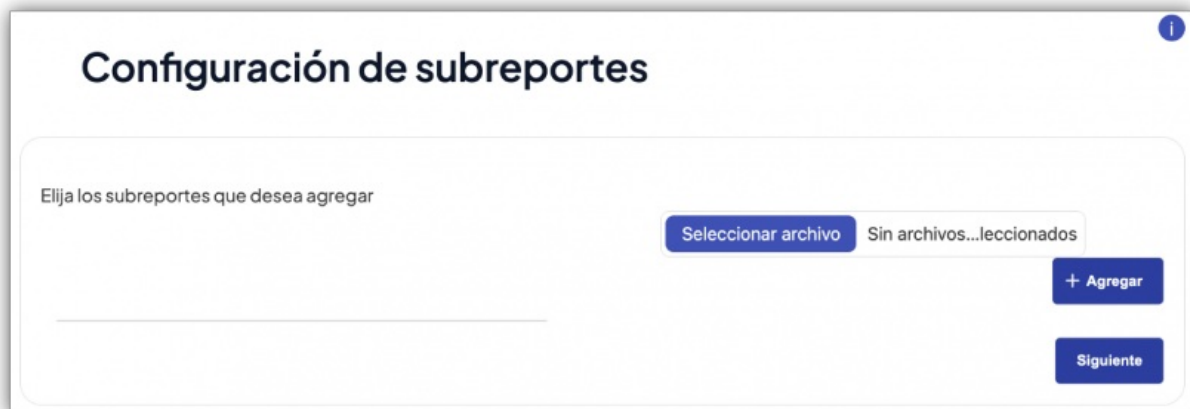 i
Configuración de subreportes
Elija los subreportes que desea agregar
Seleccionar archivo Sin archivos...leccionados
+ Agregar
Siguiente